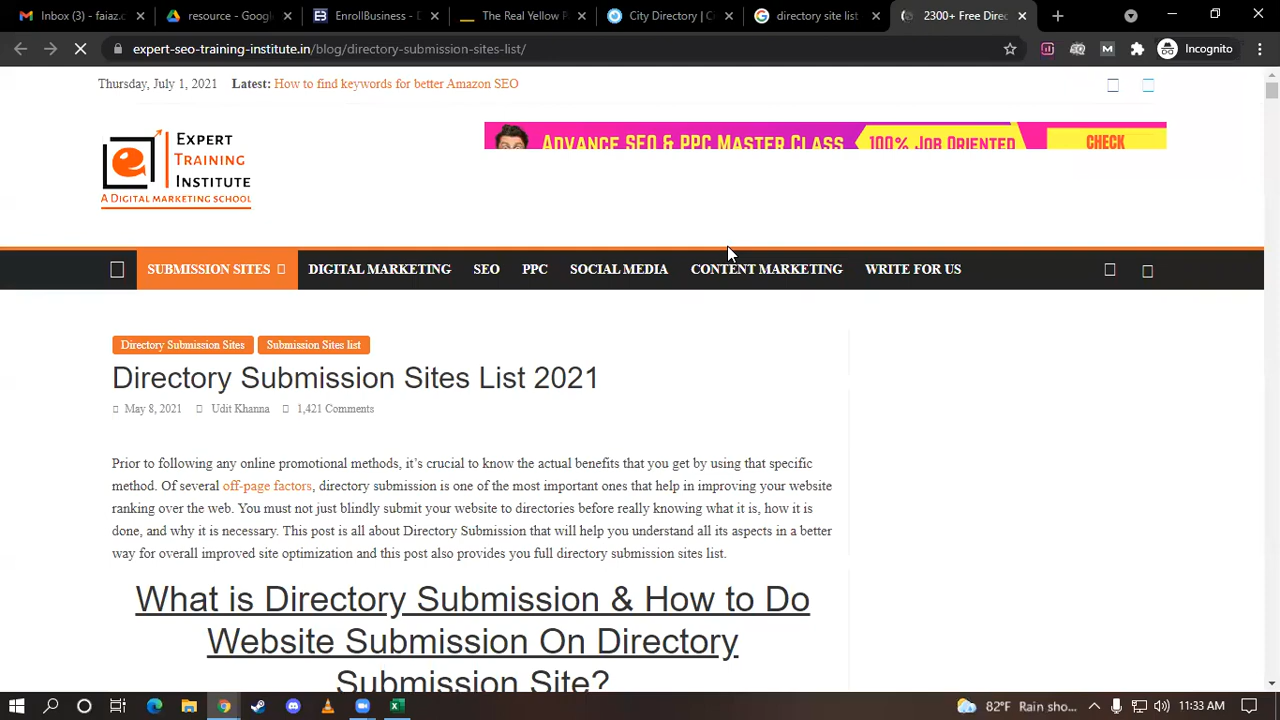 Inbox (3) - faiaz.
resource - Google
EnrollBusiness - D
The Real Yellow P
City Directory | C
directory site list
2300+ Free Direc
expert-seo-training-institute.in/blog/directory-submission-sites-list/
Incognito
Thursday, July 1, 2021 Latest: How to find keywords for better Amazon SEO
EXPERT
TRAINING
INSTITUTE
A DIGITAL MARKETING SCHOOL
ADVANCE SEO & PPC MASTER CLASS 100% JOB ORIENTED CHECK
SUBMISSION SITES DIGITAL MARKETING SEO PPC SOCIAL MEDIA CONTENT MARKETING WRITE FOR US
Directory Submission Sites Submission Sites list
Directory Submission Sites List 2021
May 8, 2021 Udit Khanna 1,421 Comments
Prior to following any online promotional methods, it’s crucial to know the actual benefits that you get by using that specific
method. Of several off-page factors, directory submission is one of the most important ones that help in improving your website
ranking over the web. You must not just blindly submit your website to directories before really knowing what it is, how it is
done, and why it is necessary. This post is all about Directory Submission that will help you understand all its aspects in a better
way for overall improved site optimization and this post also provides you full directory submission sites list.
What is Directory Submission & How to Do
Website Submission On Directory
Submission Site?
82°F Rain sho... 11:33 AM